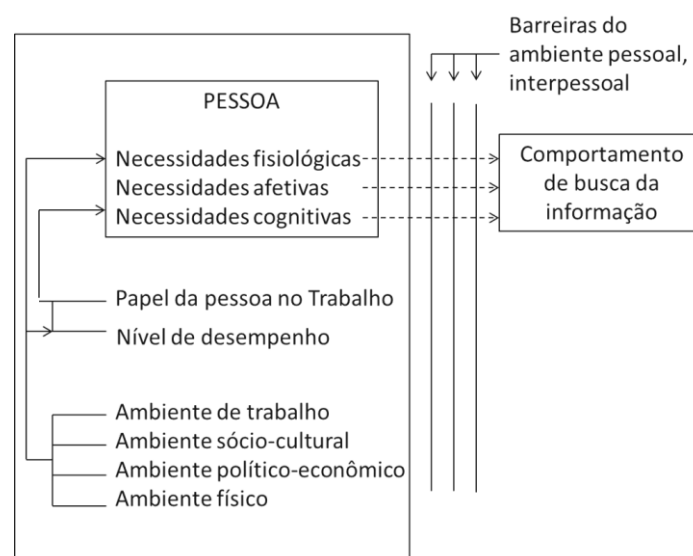 Barreiras do
ambiente pessoal,
interpessoal
PESSOA
Necessidades fisiológicas
Necessidades afetivas
Necessidades cognitivas
Comportamento
de busca da
informação
Papel da pessoa no Trabalho
Nível de desempenho
Ambiente de trabalho
Ambiente sócio-cultural
Ambiente político-econômico
Ambiente físico